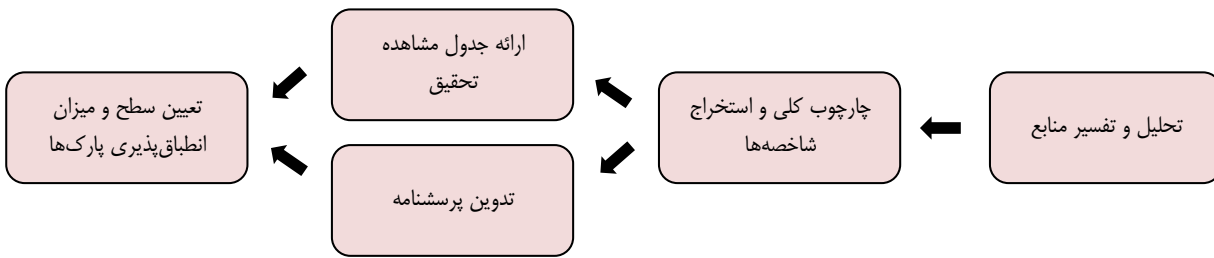 تحلیل و تفسیر منابع
چارچوب کلی و استخراج
شاخصه‌ها
ارائه جدول مشاهده
تحقیق
تدوین پرسشنامه
تعیین سطح و میزان
انطباق‌پذیری پارک‌ها